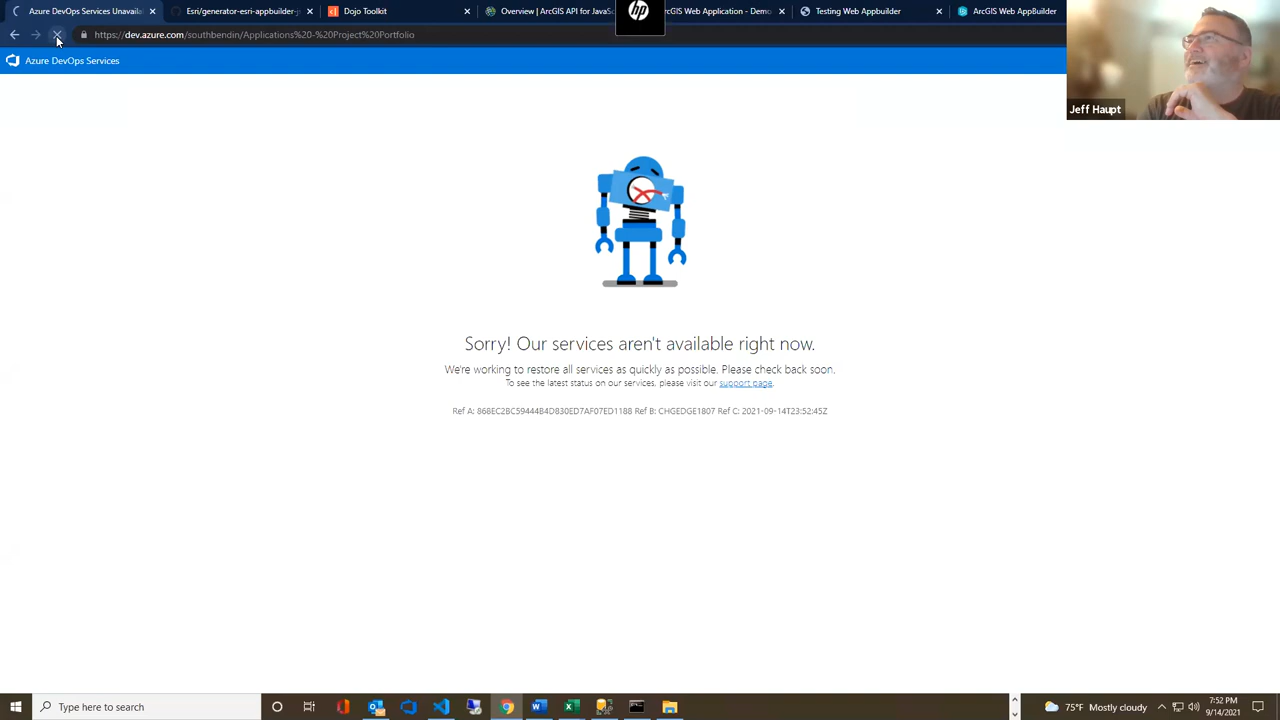 Azure DevOps Services Unavaila
Esri/generator-esri-appbuilder-j
Dojo Toolkit
Overview | ArcGIS API for JavaSc
rcGIS Web Application - Demo
Testing Web Appbuilder
ArcGIS Web Appbuilder
https://dev.azure.com/southbendin/Applications%20-%20Project%20Portfolio
Azure DevOps Services
Jeff Haupt
Sorry! Our services aren't available right now.
We're working to restore all services as quickly as possible. Please check back soon.
To see the latest status on our services, please visit our support page.
Ref A: 868EC2BC59444B4D830ED7AF07ED1188 Ref B: CHGEDGE1807 Ref C: 2021-09-14T23:52:45Z
Type here to search
75°F Mostly cloudy
7:52 PM
9/14/2021